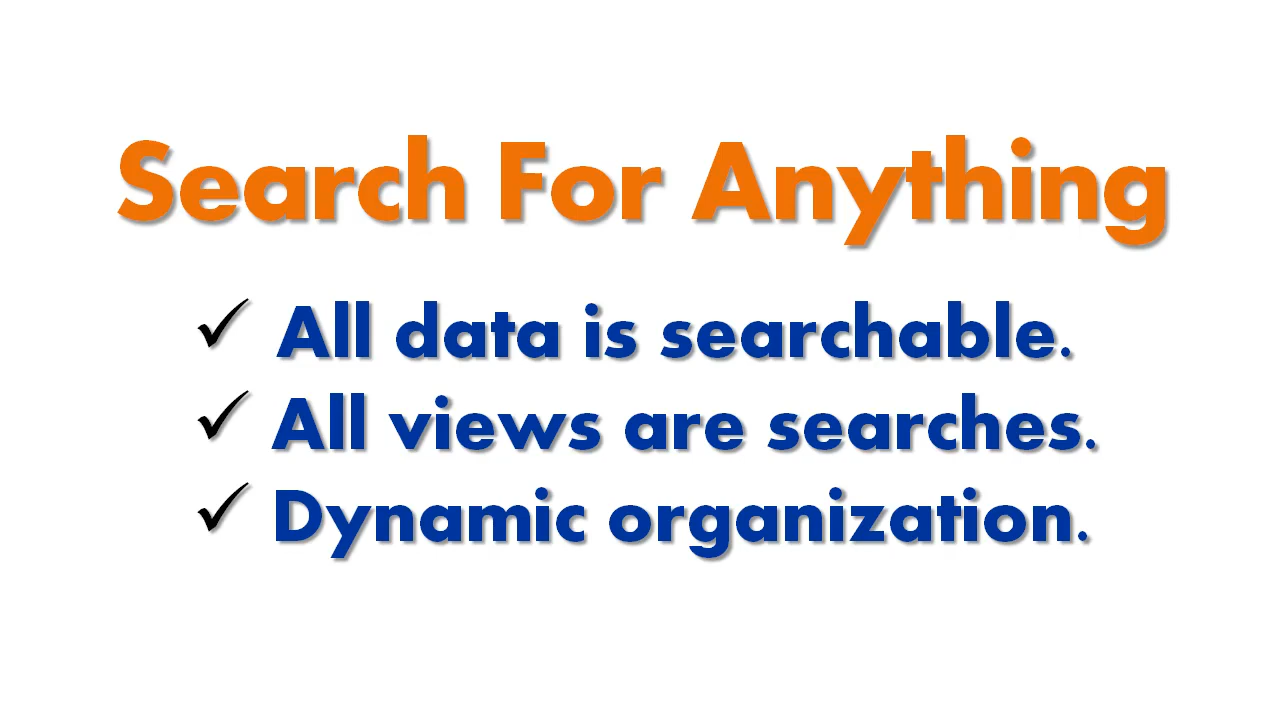 Search For Anything
✓ All data is searchable.
✓ All views are searches.
✓ Dynamic organization.